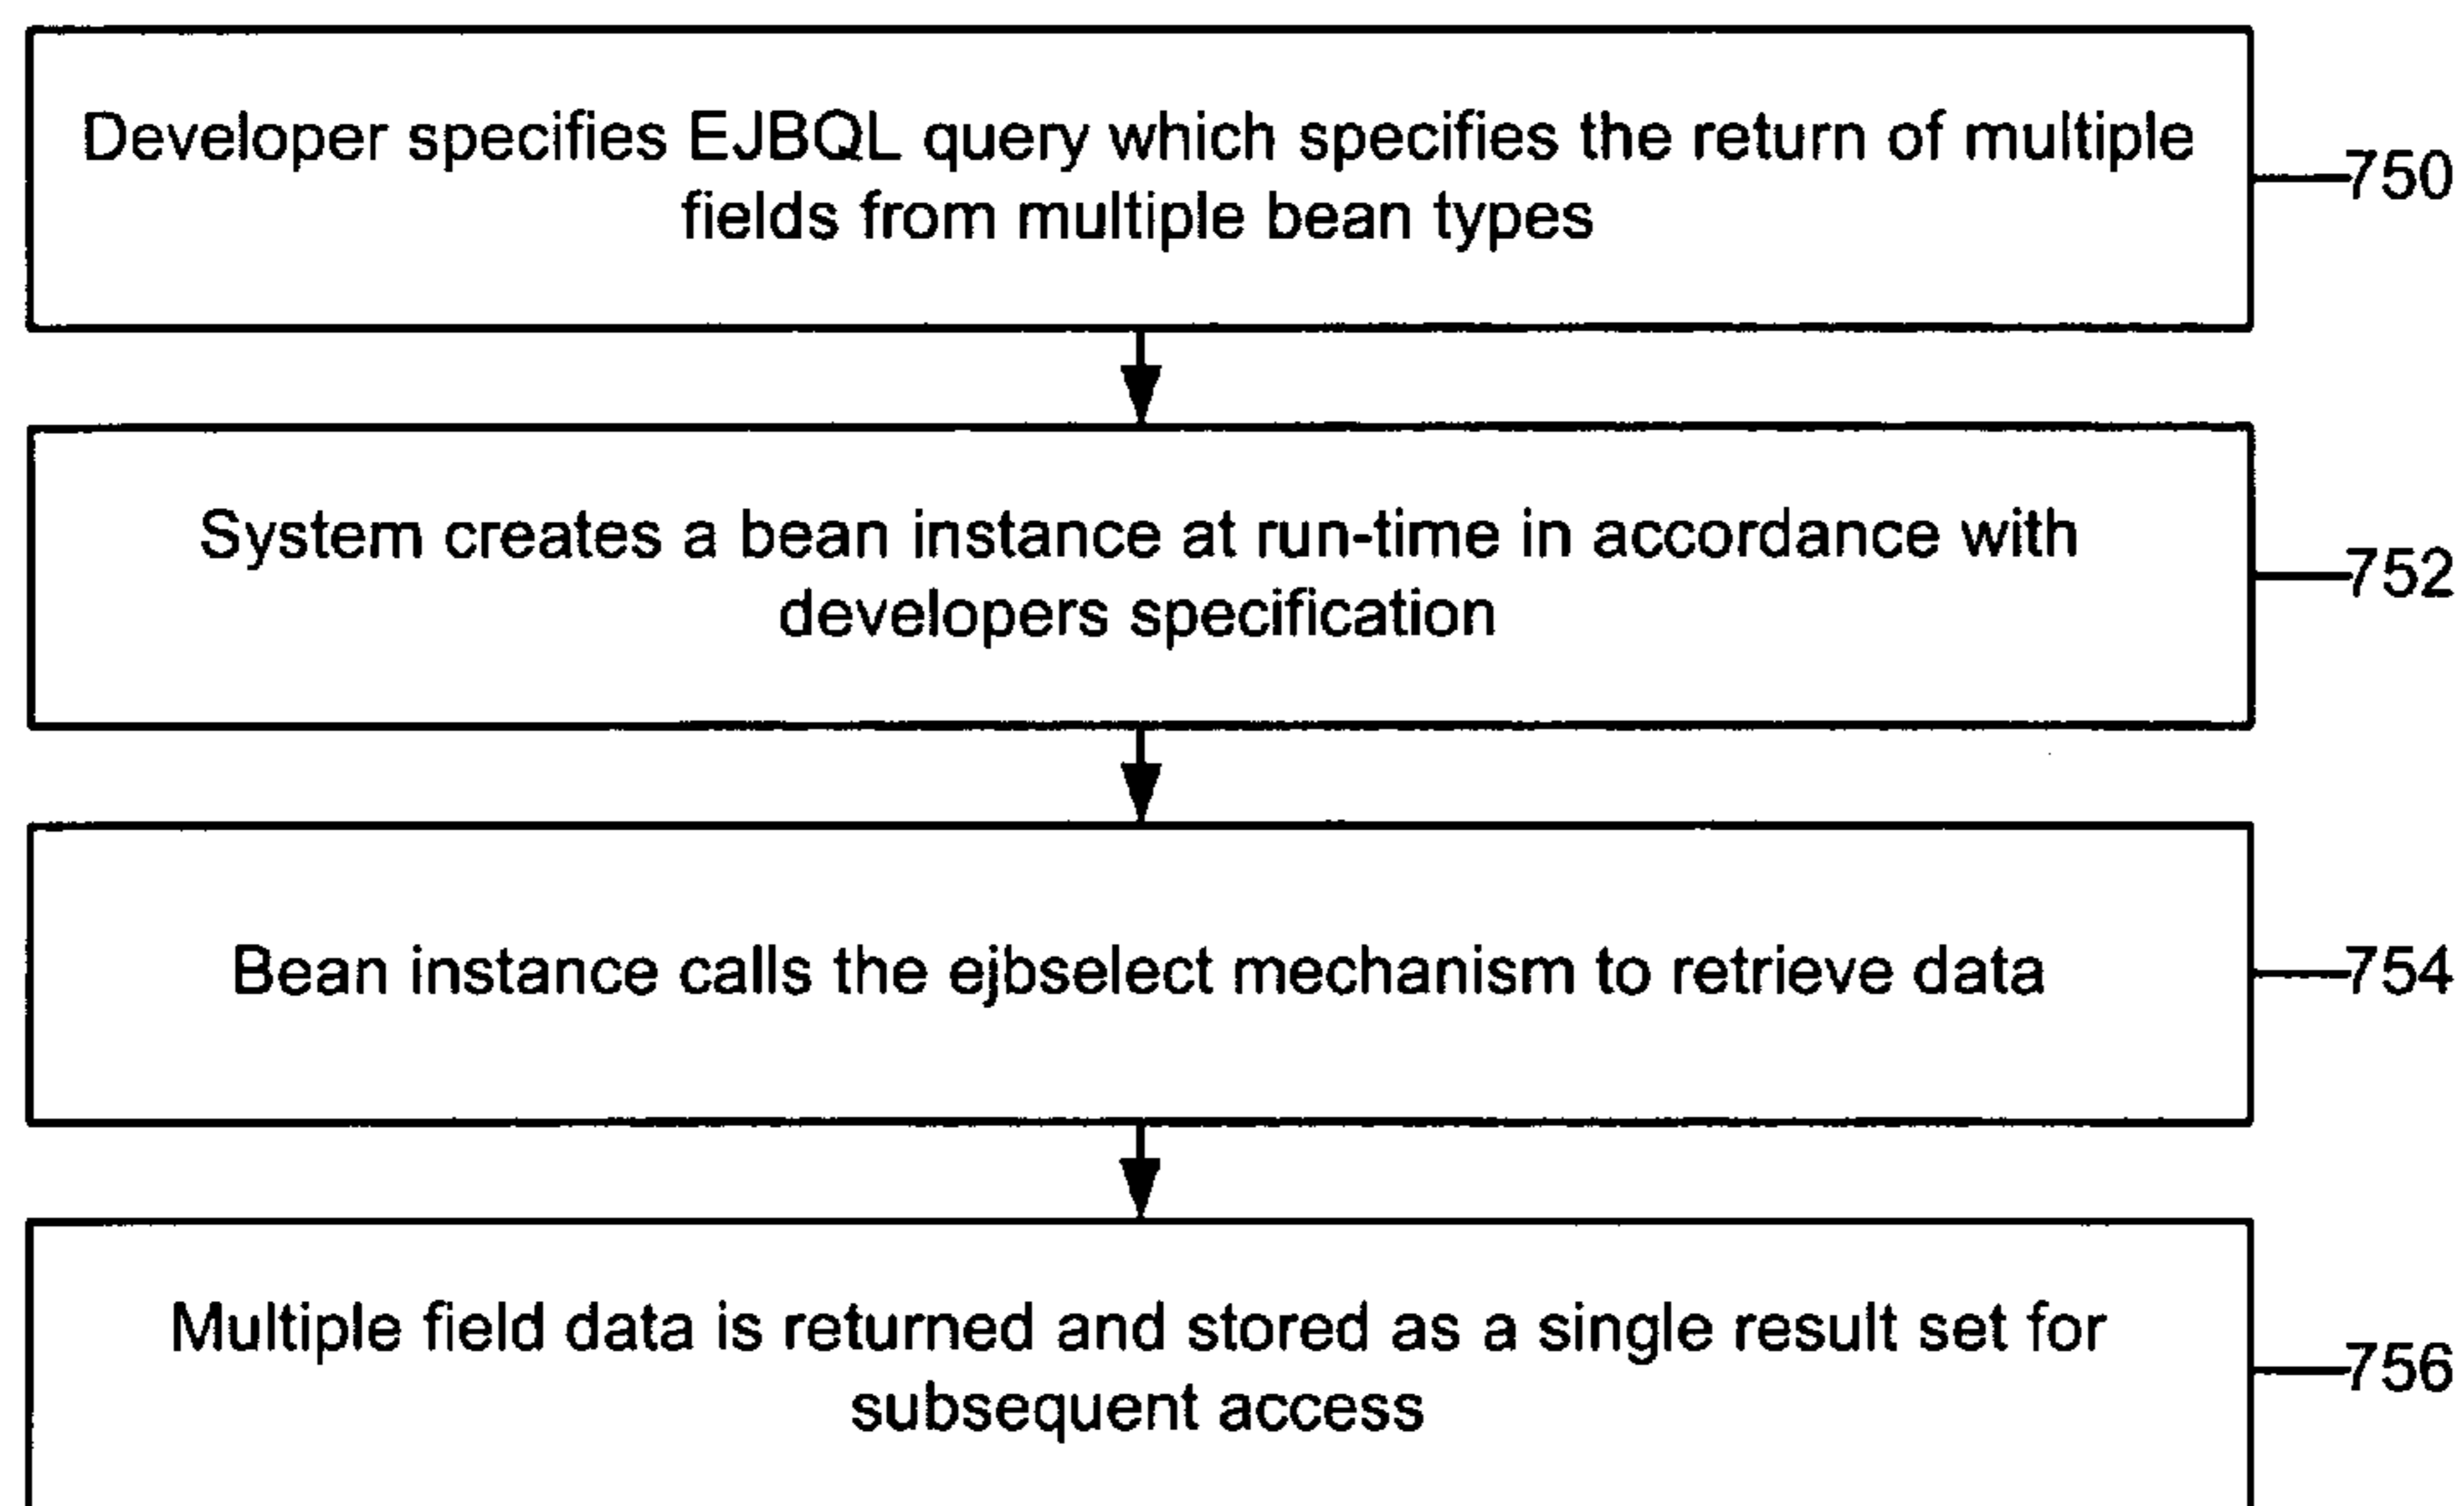 Developer specifies EJBQL query which specifies the return of multiple
fields from multiple bean types
750
System creates a bean instance at run-time in accordance with
developers specification
752
Bean instance calls the ejbselect mechanism to retrieve data
754
Multiple field data is returned and stored as a single result set for
subsequent access
756